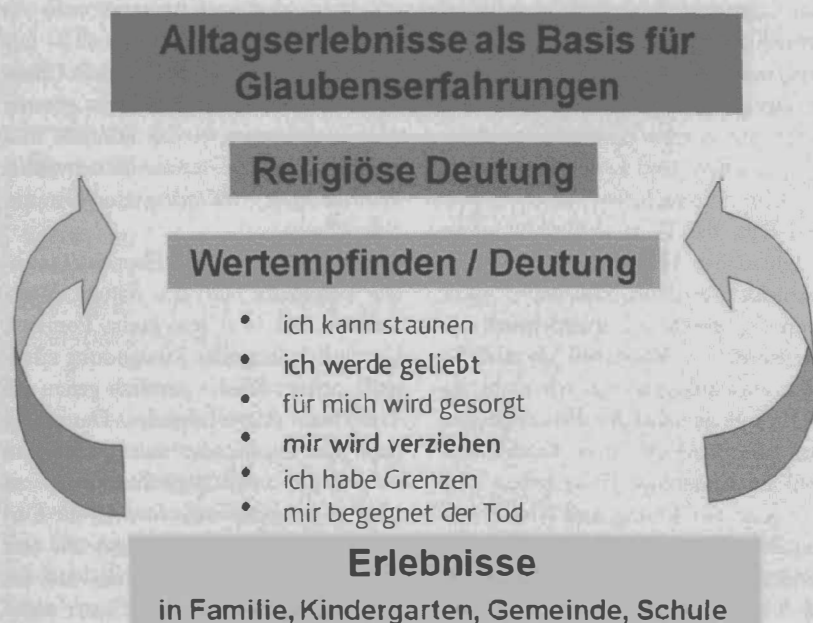 Alltagserlebnisse als Basis für
Glaubenserfahrungen
Religiöse Deutung
Wertempfinden / Deutung
• ich kann staunen
• ich werde geliebt
• für mich wird gesorgt
• mir wird verziehen
• ich habe Grenzen
• mir begegnet der Tod
Erlebnisse
in Familie, Kindergarten, Gemeinde, Schule